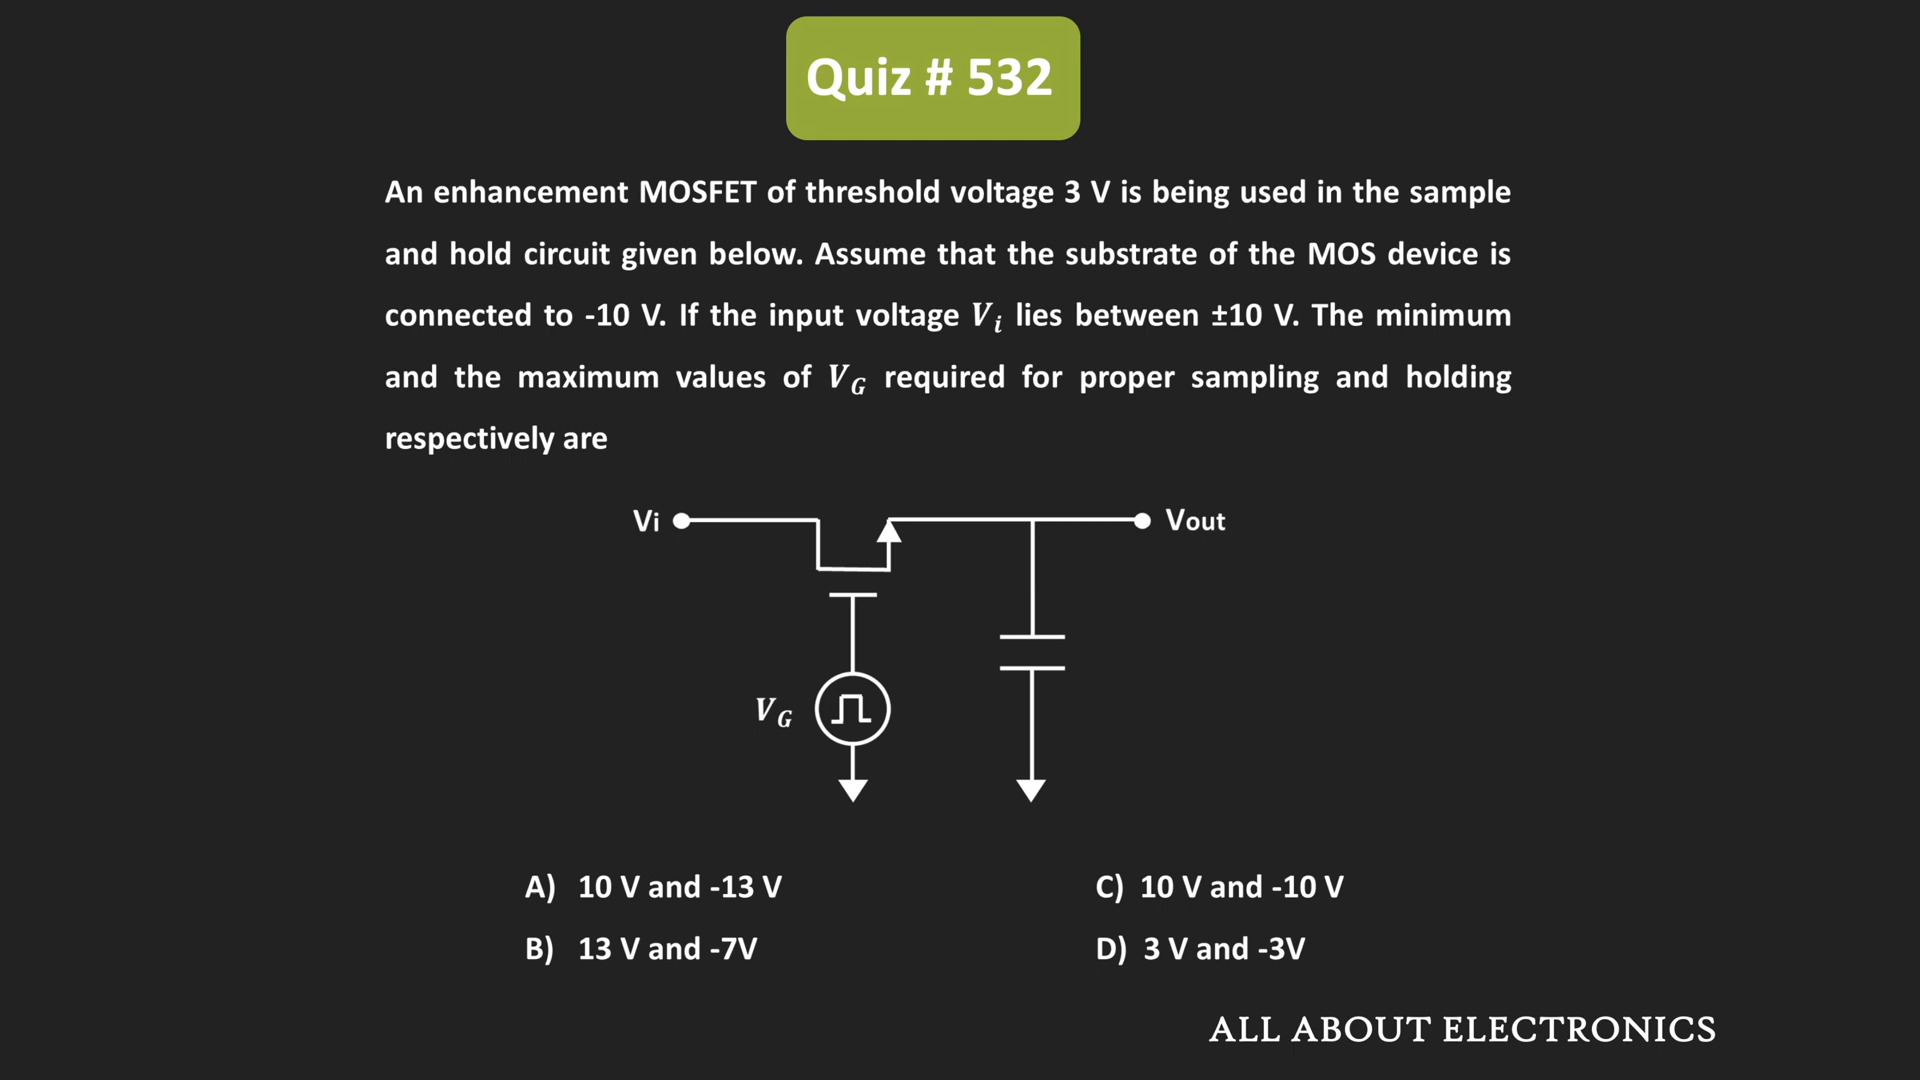 Quiz # 532
An enhancement MOSFET of threshold voltage 3 V is being used in the sample
and hold circuit given below. Assume that the substrate of the MOS device is
connected to -10 V. If the input voltage Vᵢ lies between ±10 V. The minimum
and the maximum values of V_G required for proper sampling and holding
respectively are
Vi
Vout
V_G
A) 10 V and -13 V
C) 10 V and -10 V
B) 13 V and -7V
D) 3 V and -3V
ALL ABOUT ELECTRONICS